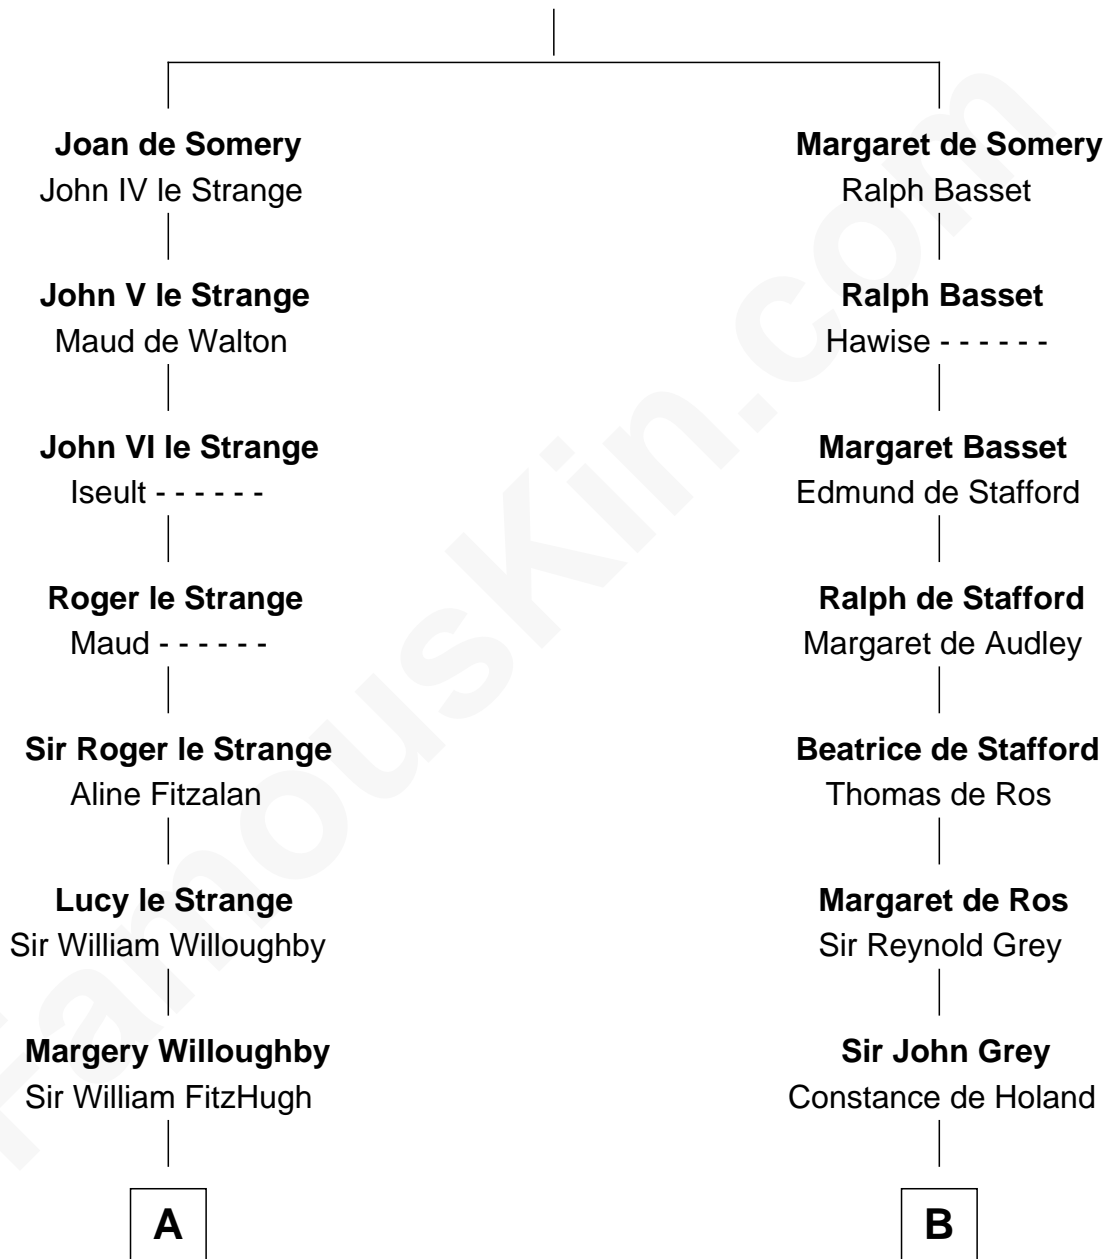 Joan de Somery
John IV le Strange
John V le Strange
Maud de Walton
John VI le Strange
Iseult - - - - - -
Roger le Strange
Maud - - - - - -
Sir Roger le Strange
Aline Fitzalan
Lucy le Strange
Sir William Willoughby
Margery Willoughby
Sir William FitzHugh
A
Margaret de Somery
Ralph Basset
Ralph Basset
Hawise - - - - - -
Margaret Basset
Edmund de Stafford
Ralph de Stafford
Margaret de Audley
Beatrice de Stafford
Thomas de Ros
Margaret de Ros
Sir Reynold Grey
Sir John Grey
Constance de Holand
B
FamousKin.com